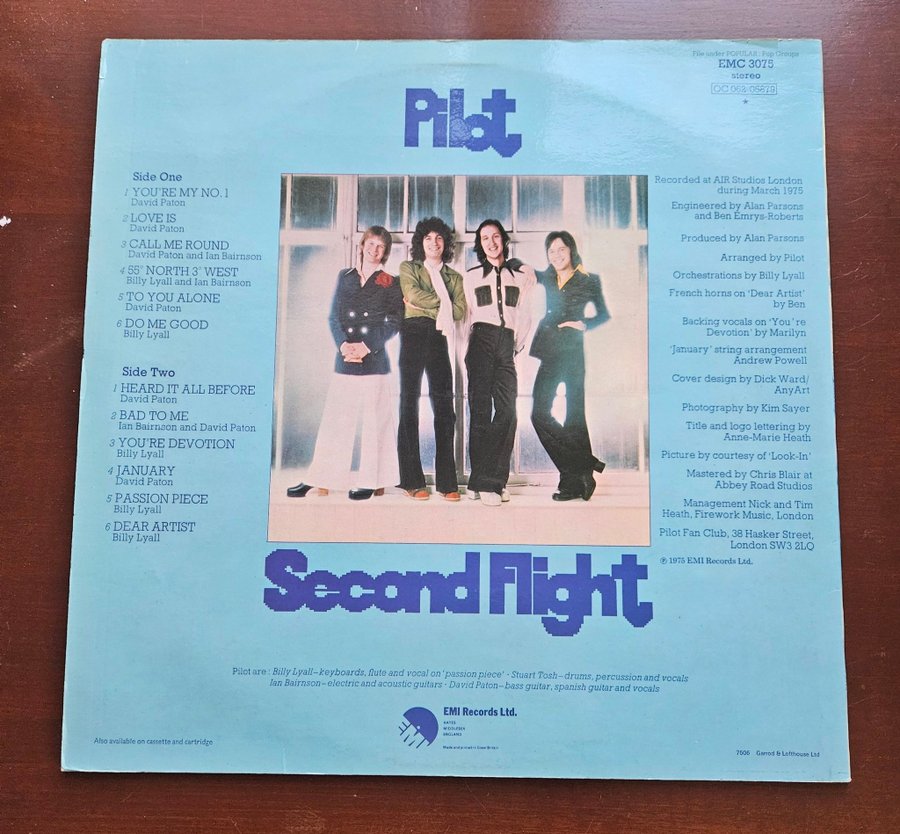 File under POPULAR: Pop Groups
EMC 3075
stereo
OC 062 05879
*
Pilot
Side One
1 YOU'RE MY NO. 1
David Paton
2 LOVE IS
David Paton
3 CALL ME ROUND
David Paton and Ian Bairnson
4 55° NORTH 3° WEST
Billy Lyall and Ian Bairnson
5 TO YOU ALONE
David Paton
6 DO ME GOOD
Billy Lyall
Side Two
1 HEARD IT ALL BEFORE
David Paton
2 BAD TO ME
Ian Bairnson and David Paton
3 YOU'RE DEVOTION
Billy Lyall
4 JANUARY
David Paton
5 PASSION PIECE
Billy Lyall
6 DEAR ARTIST
Billy Lyall
Recorded at AIR Studios London
during March 1975
Engineered by Alan Parsons
and Ben Emrys-Roberts
Produced by Alan Parsons
Arranged by Pilot
Orchestrations by Billy Lyall
French horns on 'Dear Artist'
by Ben
Backing vocals on 'You're
Devotion' by Marilyn
'January' string arrangement
Andrew Powell
Cover design by Dick Ward/
AnyArt
Photography by Kim Sayer
Title and logo lettering by
Anne-Marie Heath
Picture by courtesy of 'Look-In'
Mastered by Chris Blair at
Abbey Road Studios
Management Nick and Tim
Heath, Firework Music, London
Pilot Fan Club, 38 Hasker Street,
London SW3 2LQ
℗ 1975 EMI Records Ltd.
Second Flight
Pilot are: Billy Lyall–keyboards, flute and vocal on 'passion piece' · Stuart Tosh–drums, percussion and vocals
Ian Bairnson–electric and acoustic guitars · David Paton–bass guitar, spanish guitar and vocals
EMI
EMI Records Ltd.
HAYES
MIDDLESEX
ENGLAND
Made and printed in Great Britain
Also available on cassette and cartridge
7506 Garrod & Lofthouse Ltd